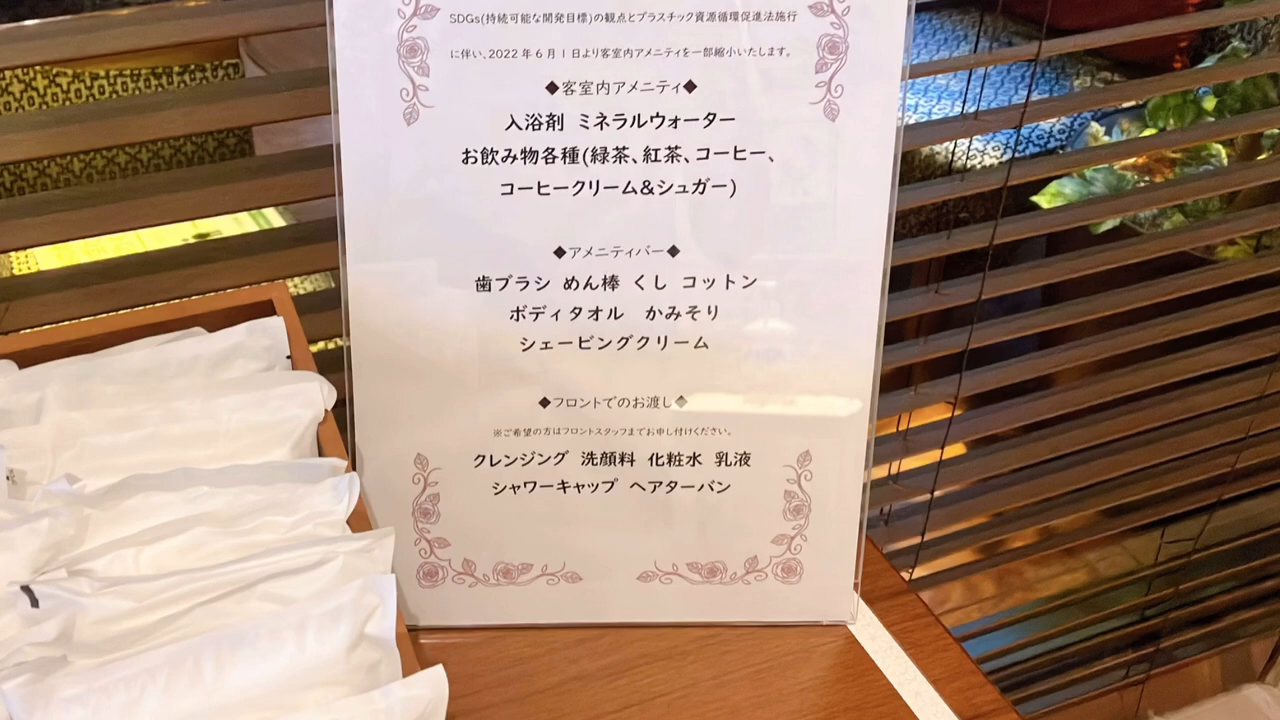 SDGs(持続可能な開発目標)の観点とプラスチック資源循環促進法施行
に伴い、2022年6月1日より客室内アメニティを一部縮小いたします。
◆客室内アメニティ◆
入浴剤 ミネラルウォーター
お飲み物各種(緑茶、紅茶、コーヒー、
コーヒークリーム&シュガー)
◆アメニティバー◆
歯ブラシ めん棒 くし コットン
ボディタオル かみそり
シェービングクリーム
◆フロントでのお渡し◆
※ご希望の方はフロントスタッフまでお申し付けください。
クレンジング 洗顔料 化粧水 乳液
シャワーキャップ ヘアターバン